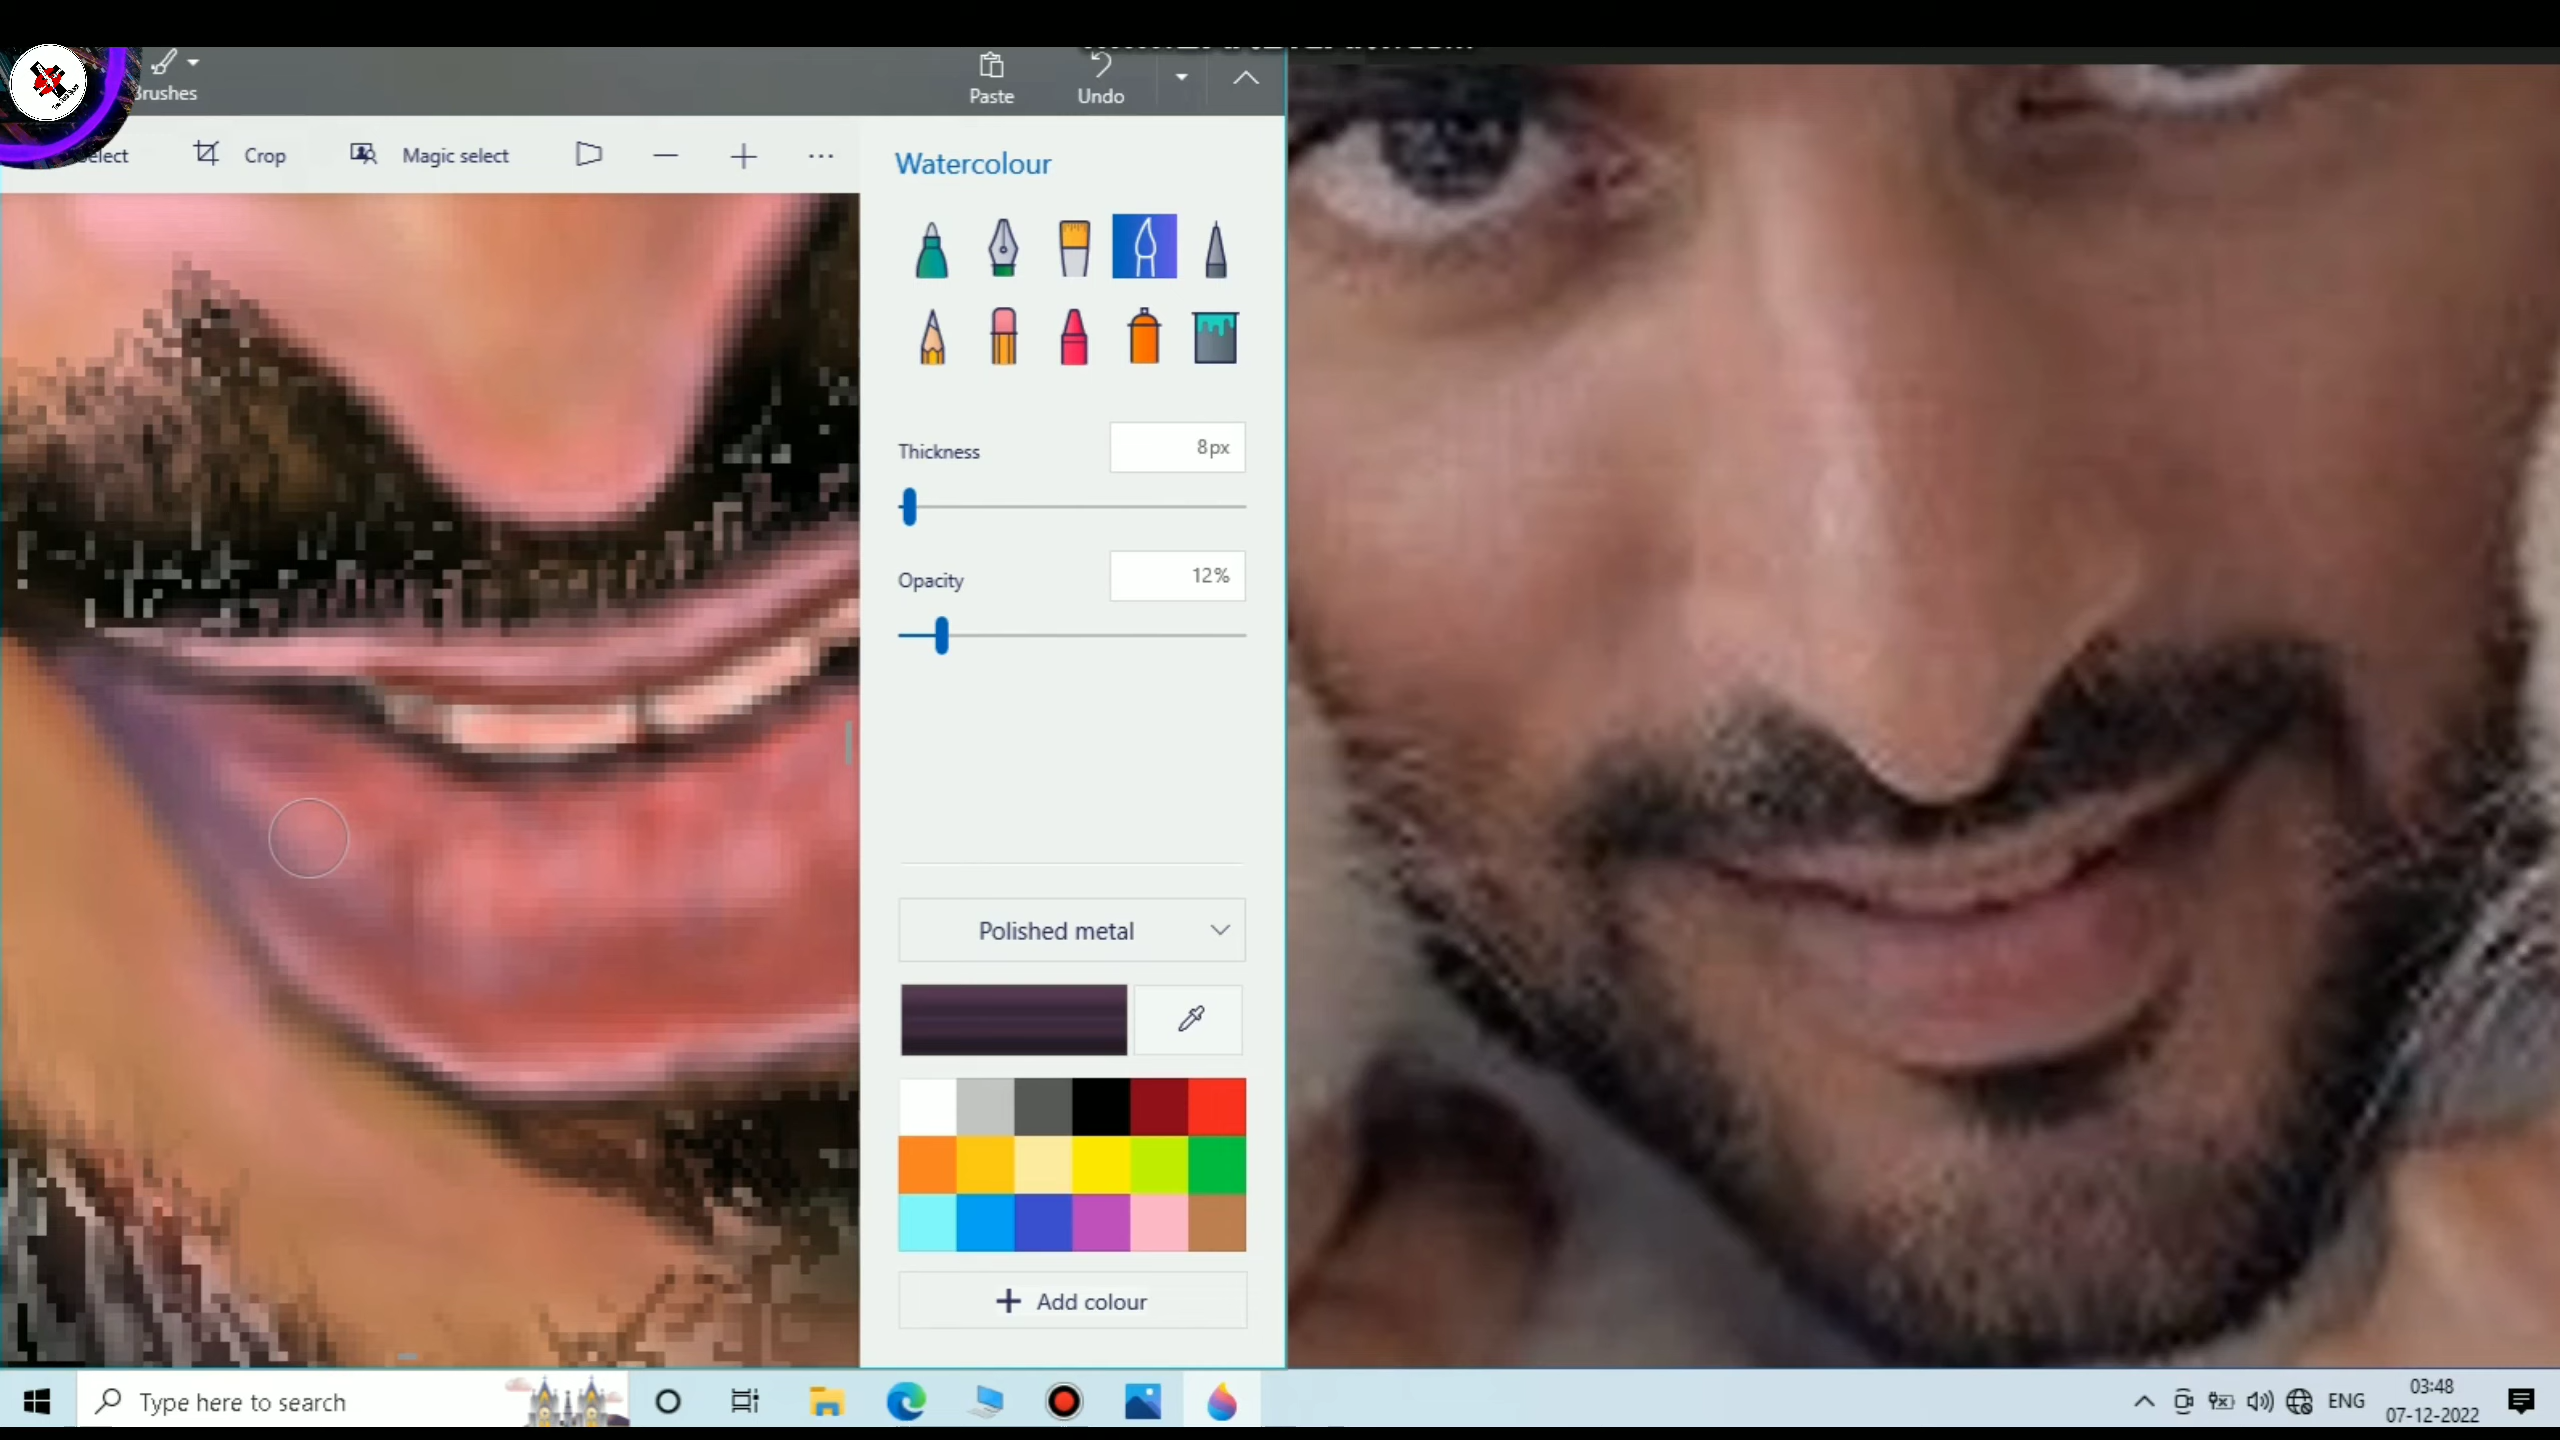 Brushes
Paste
Undo
Select
Crop
Magic select
Watercolour
Thickness
8px
Opacity
12%
Polished metal
Add colour
Type here to search
ENG
03:48
07-12-2022